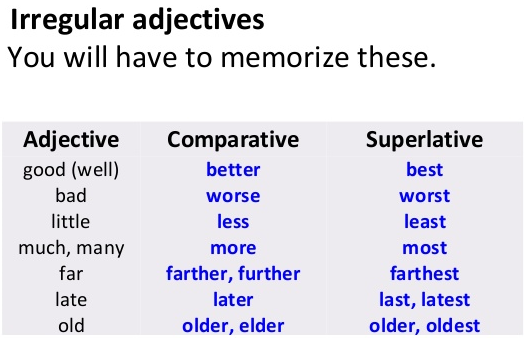 Irregular adjectives
You will have to memorize these.
Adjective Comparative Superlative
good (well) better best
bad worse worst
little less least
much, many more most
far farther, further farthest
late later last, latest
old older, elder older, oldest